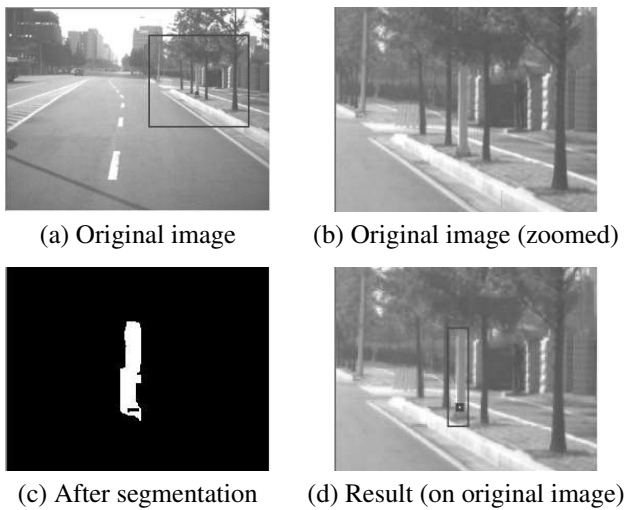 (a) Original image
(b) Original image (zoomed)
(c) After segmentation
(d) Result (on original image)